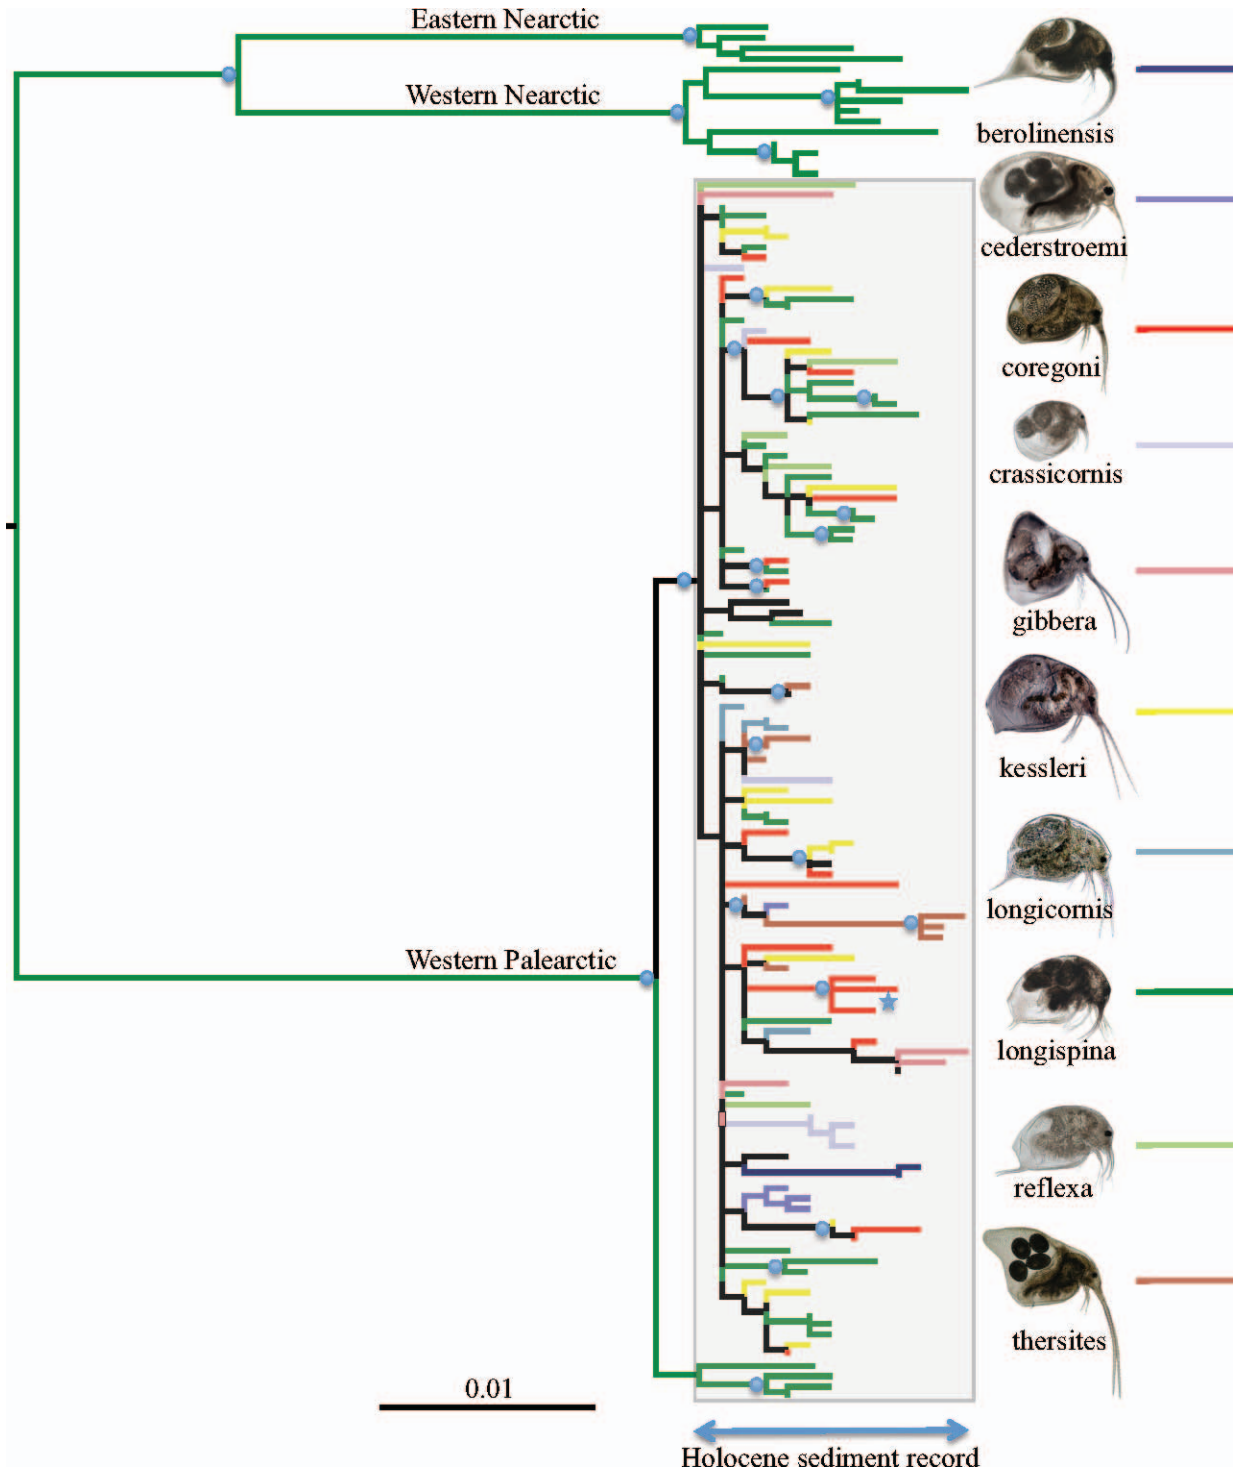 Eastern Nearctic
Western Nearctic
berolinensis
cederstroemi
coregoni
crassicornis
gibbera
kessleri
longicornis
Western Palearctic
longispina
reflexa
thersites
0.01
Holocene sediment record